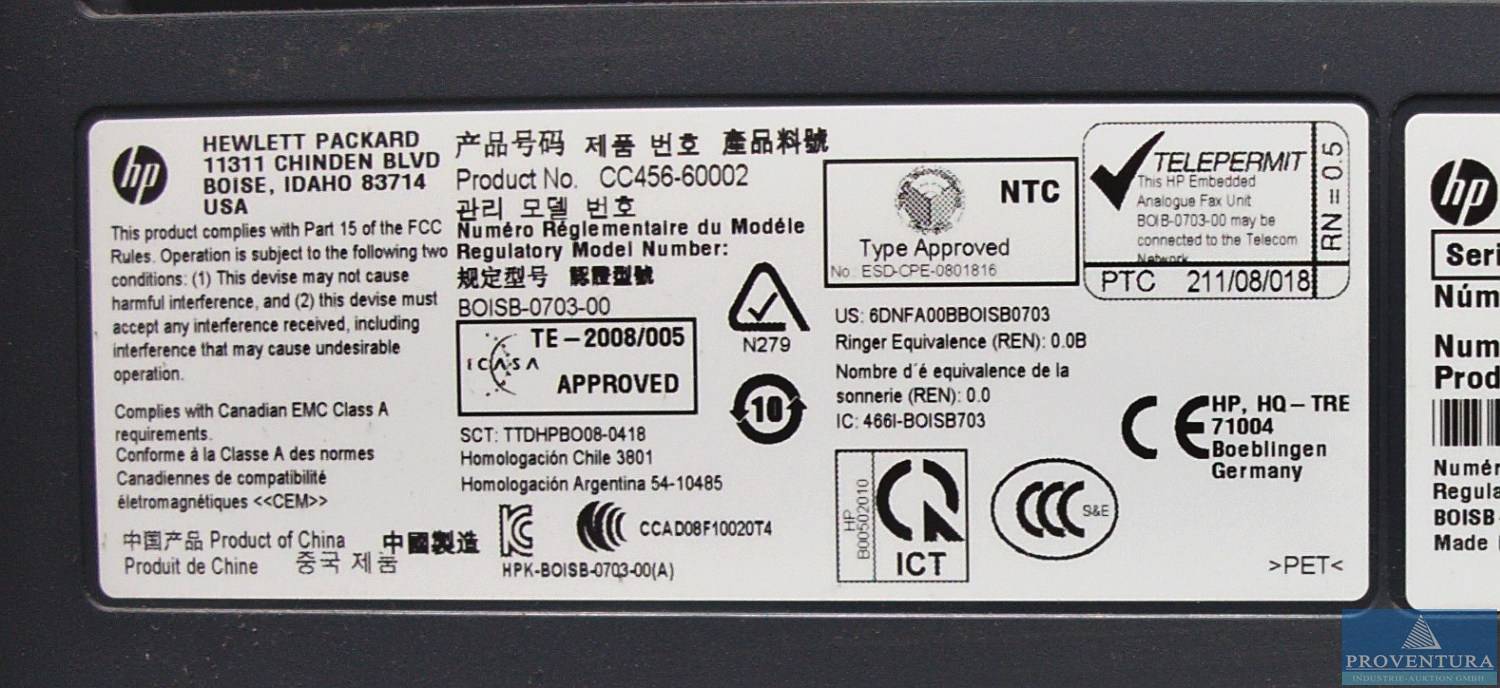 hp
HEWLETT PACKARD
11311 CHINDEN BLVD
BOISE, IDAHO 83714
USA
This product complies with Part 15 of the FCC
Rules. Operation is subject to the following two
conditions: (1) This devise may not cause
harmful interference, and (2) this devise must
accept any interference received, including
interference that may cause undesirable
operation.
Complies with Canadian EMC Class A
requirements.
Conforme à la Classe A des normes
Canadiennes de compatibilité
életromagnétiques <<CEM>>
中国产品 Product of China 中國製造
Produit de Chine 중국 제품
产品号码 제품 번호 產品料號
Product No. CC456-60002
관리 모델 번호
Numéro Réglementaire du Modèle
Regulatory Model Number:
规定型号 認證型號
BOISB-0703-00
ICASA
TE-2008/005
APPROVED
SCT: TTDHPBO08-0418
Homologación Chile 3801
Homologación Argentina 54-10485
CCAD08F10020T4
HPK-BOISB-0703-00(A)
N279
10
NTC
Type Approved
No.: ESD-CPE-0801816
TELEPERMIT
This HP Embedded
Analogue Fax Unit
BOIB-0703-00 may be
connected to the Telecom
Network
RN = 0.5
PTC 211/08/018
US: 6DNFA00BBOISB0703
Ringer Equivalence (REN): 0.0B
Nombre d´é equivalence de la
sonnerie (REN): 0.0
IC: 466I-BOISB703
HP
B00502010
ICT
CCC S&E
CE
HP, HQ-TRE
71004
Boeblingen
Germany
>PET<
hp
Seri
Núm
Num
Prod
Numér
Regula
BOISB
Made
PROVENTURA
INDUSTRIE-AUKTION GMBH